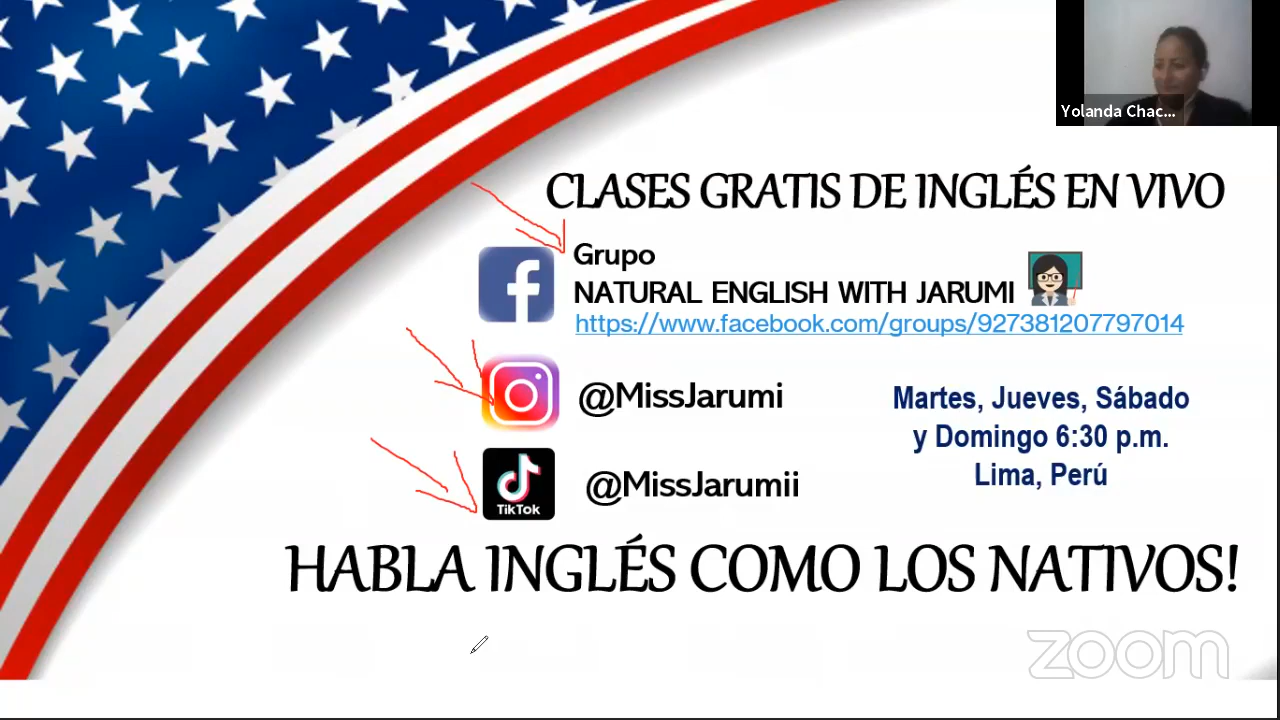 Yolanda Chac...
CLASES GRATIS DE INGLÉS EN VIVO
Grupo
NATURAL ENGLISH WITH JARUMI
https://www.facebook.com/groups/927381207797014
@MissJarumi
Martes, Jueves, Sábado
y Domingo 6:30 p.m.
Lima, Perú
TikTok
@MissJarumii
HABLA INGLÉS COMO LOS NATIVOS!
zoom